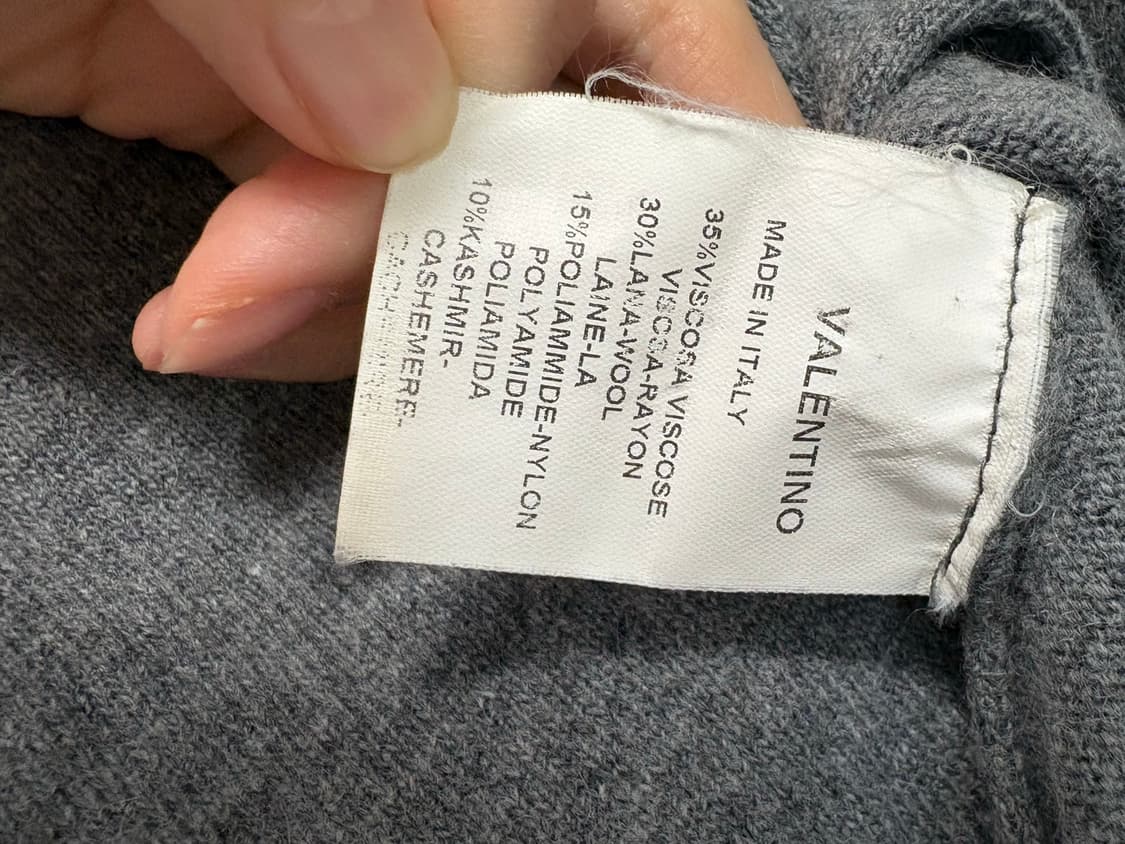 VALENTINO
MADE IN ITALY
35%VISCOSA VISCOSE
VISCOSA-RAYON
30%LANA-WOOL
LAINE-LA
15%POLIAMMIDE-NYLON
POLYAMIDE
POLIAMIDA
10%KASHMIR-
CASHEMERE-